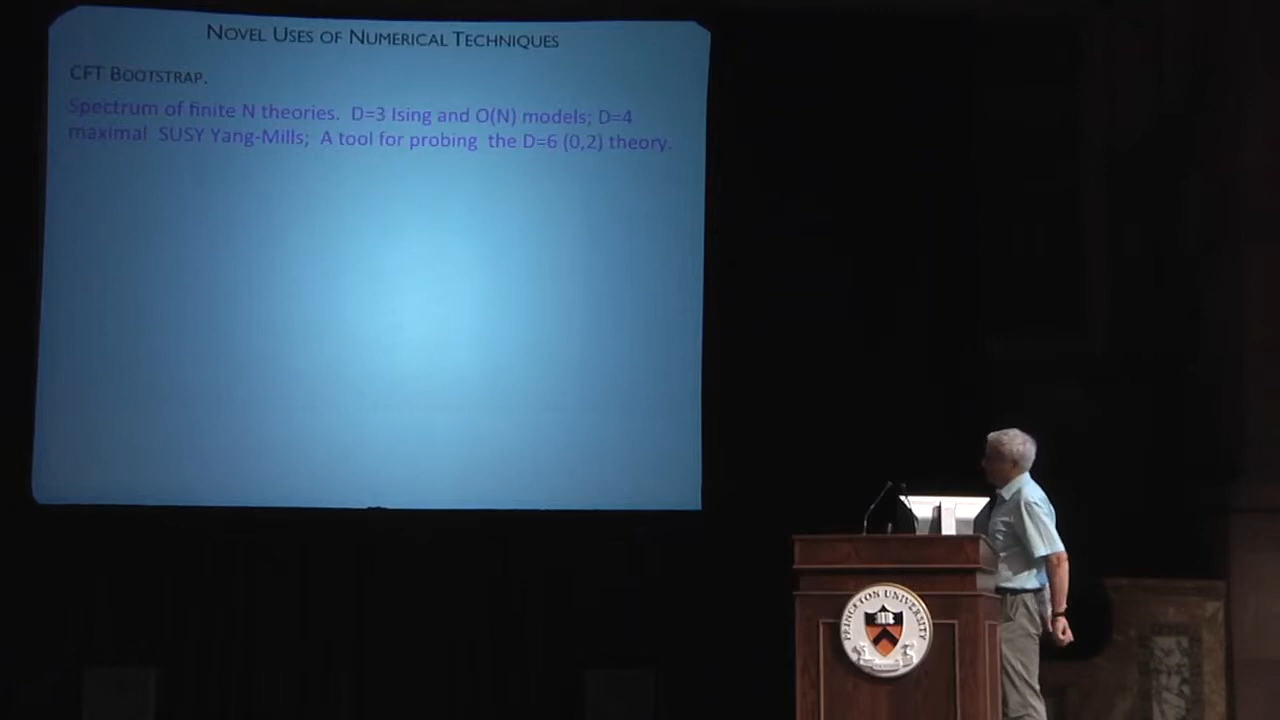 NOVEL USES OF NUMERICAL TECHNIQUES
CFT BOOTSTRAP.
Spectrum of finite N theories. D=3 Ising and O(N) models; D=4
maximal SUSY Yang-Mills; A tool for probing the D=6 (0,2) theory.
PRINCETON UNIVERSITY